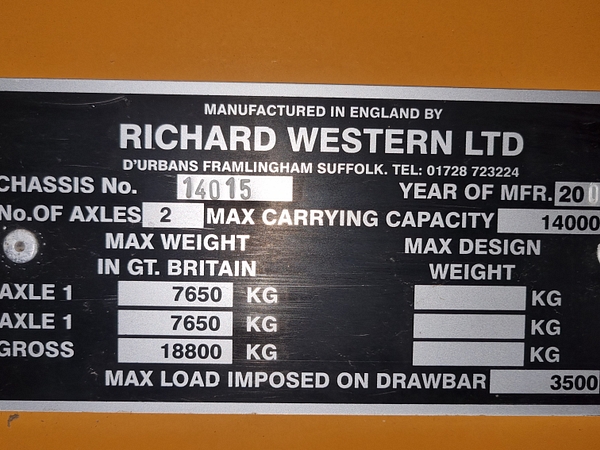 MANUFACTURED IN ENGLAND BY
RICHARD WESTERN LTD
D'URBANS FRAMLINGHAM SUFFOLK. TEL: 01728 723224
CHASSIS No. 14015 YEAR OF MFR. 200
No. OF AXLES 2 MAX CARRYING CAPACITY 14000
MAX WEIGHT IN GT. BRITAIN MAX DESIGN WEIGHT
AXLE 1 7650 KG KG
AXLE 1 7650 KG KG
GROSS 18800 KG KG
MAX LOAD IMPOSED ON DRAWBAR 3500